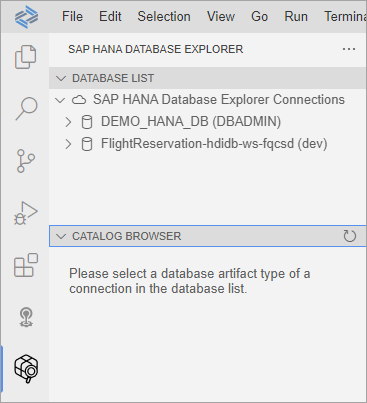 File Edit Selection View Go Run Termina
SAP HANA DATABASE EXPLORER
DATABASE LIST
SAP HANA Database Explorer Connections
DEMO_HANA_DB (DBADMIN)
FlightReservation-hdidb-ws-fqcsd (dev)
CATALOG BROWSER
Please select a database artifact type of a
connection in the database list.